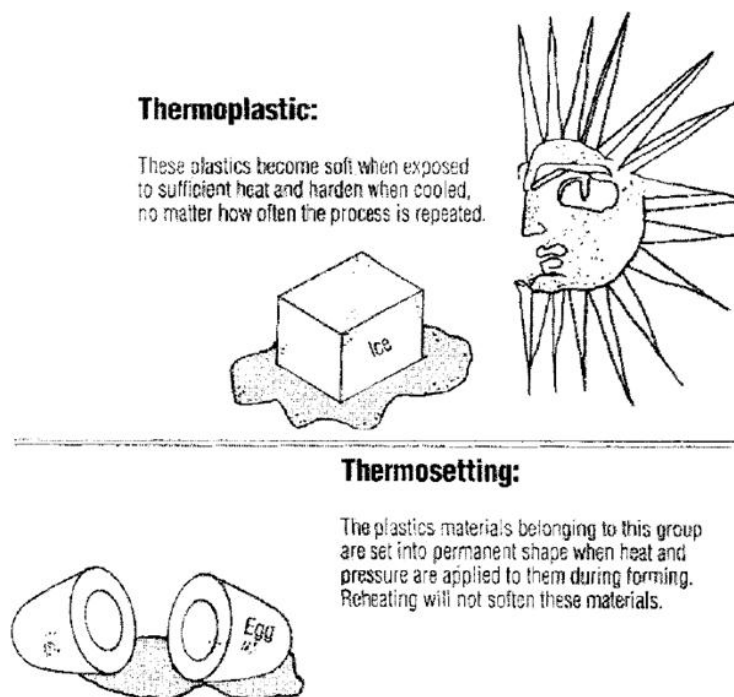 Thermoplastic:
These plastics become soft when exposed
to sufficient heat and harden when cooled,
no matter how often the process is repeated.
Ice
Thermosetting:
The plastics materials belonging to this group
are set into permanent shape when heat and
pressure are applied to them during forming.
Reheating will not soften these materials.
Egg